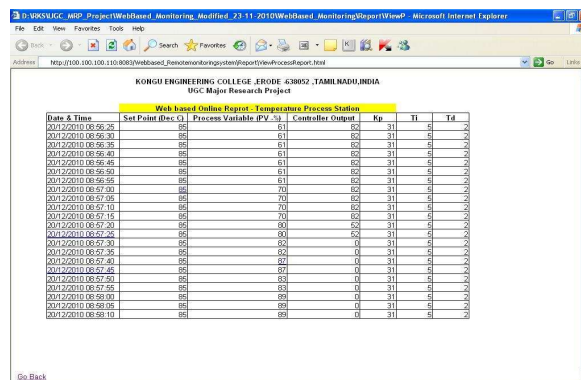 D:\RKS\UGC_MRP_Project\WebBased_Monitoring_Modified_23-11-2010\WebBased_Monitoring\Report\ViewP - Microsoft Internet Explorer
File Edit View Favorites Tools Help
Back Search Favorites
Address http://100.100.100.110:8083/Webbased_Remotemonitoringsystem/Report/ViewProcessReport.html Go Links
KONGU ENGINEERING COLLEGE ,ERODE -638052 ,TAMILNADU,INDIA
UGC Major Research Project
Web based Online Reprot - Temperature Process Station
Date & Time Set Point (Dec C) Process Variable (PV -%) Controller Output Kp Ti Td
20/12/2010 08:56:25 85 61 82 31 5 2
20/12/2010 08:56:30 85 61 82 31 5 2
20/12/2010 08:56:35 85 61 82 31 5 2
20/12/2010 08:56:40 85 61 82 31 5 2
20/12/2010 08:56:45 85 61 82 31 5 2
20/12/2010 08:56:50 85 61 82 31 5 2
20/12/2010 08:56:55 85 61 82 31 5 2
20/12/2010 08:57:00 85 70 82 31 5 2
20/12/2010 08:57:05 85 70 82 31 5 2
20/12/2010 08:57:10 85 70 82 31 5 2
20/12/2010 08:57:15 85 70 82 31 5 2
20/12/2010 08:57:20 85 80 52 31 5 2
20/12/2010 08:57:25 85 80 52 31 5 2
20/12/2010 08:57:30 85 82 0 31 5 2
20/12/2010 08:57:35 85 82 0 31 5 2
20/12/2010 08:57:40 85 87 0 31 5 2
20/12/2010 08:57:45 85 87 0 31 5 2
20/12/2010 08:57:50 85 83 0 31 5 2
20/12/2010 08:57:55 85 83 0 31 5 2
20/12/2010 08:58:00 85 89 0 31 5 2
20/12/2010 08:58:05 85 89 0 31 5 2
20/12/2010 08:58:10 85 89 0 31 5 2
Go Back